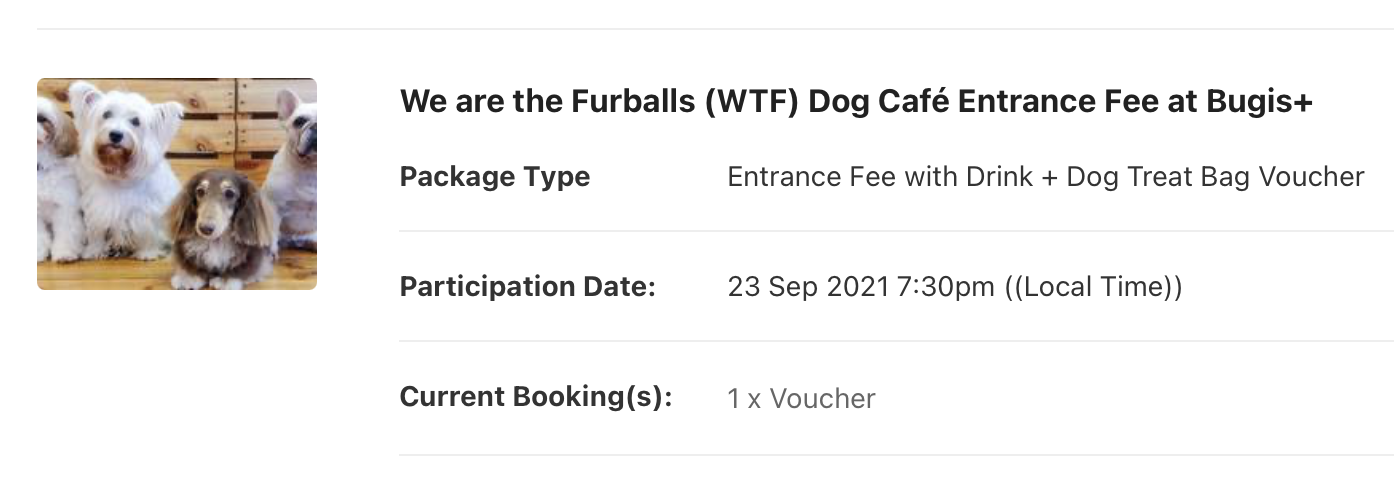 We are the Furballs (WTF) Dog Café Entrance Fee at Bugis+
Package Type Entrance Fee with Drink + Dog Treat Bag Voucher
Participation Date: 23 Sep 2021 7:30pm ((Local Time))
Current Booking(s): 1 x Voucher